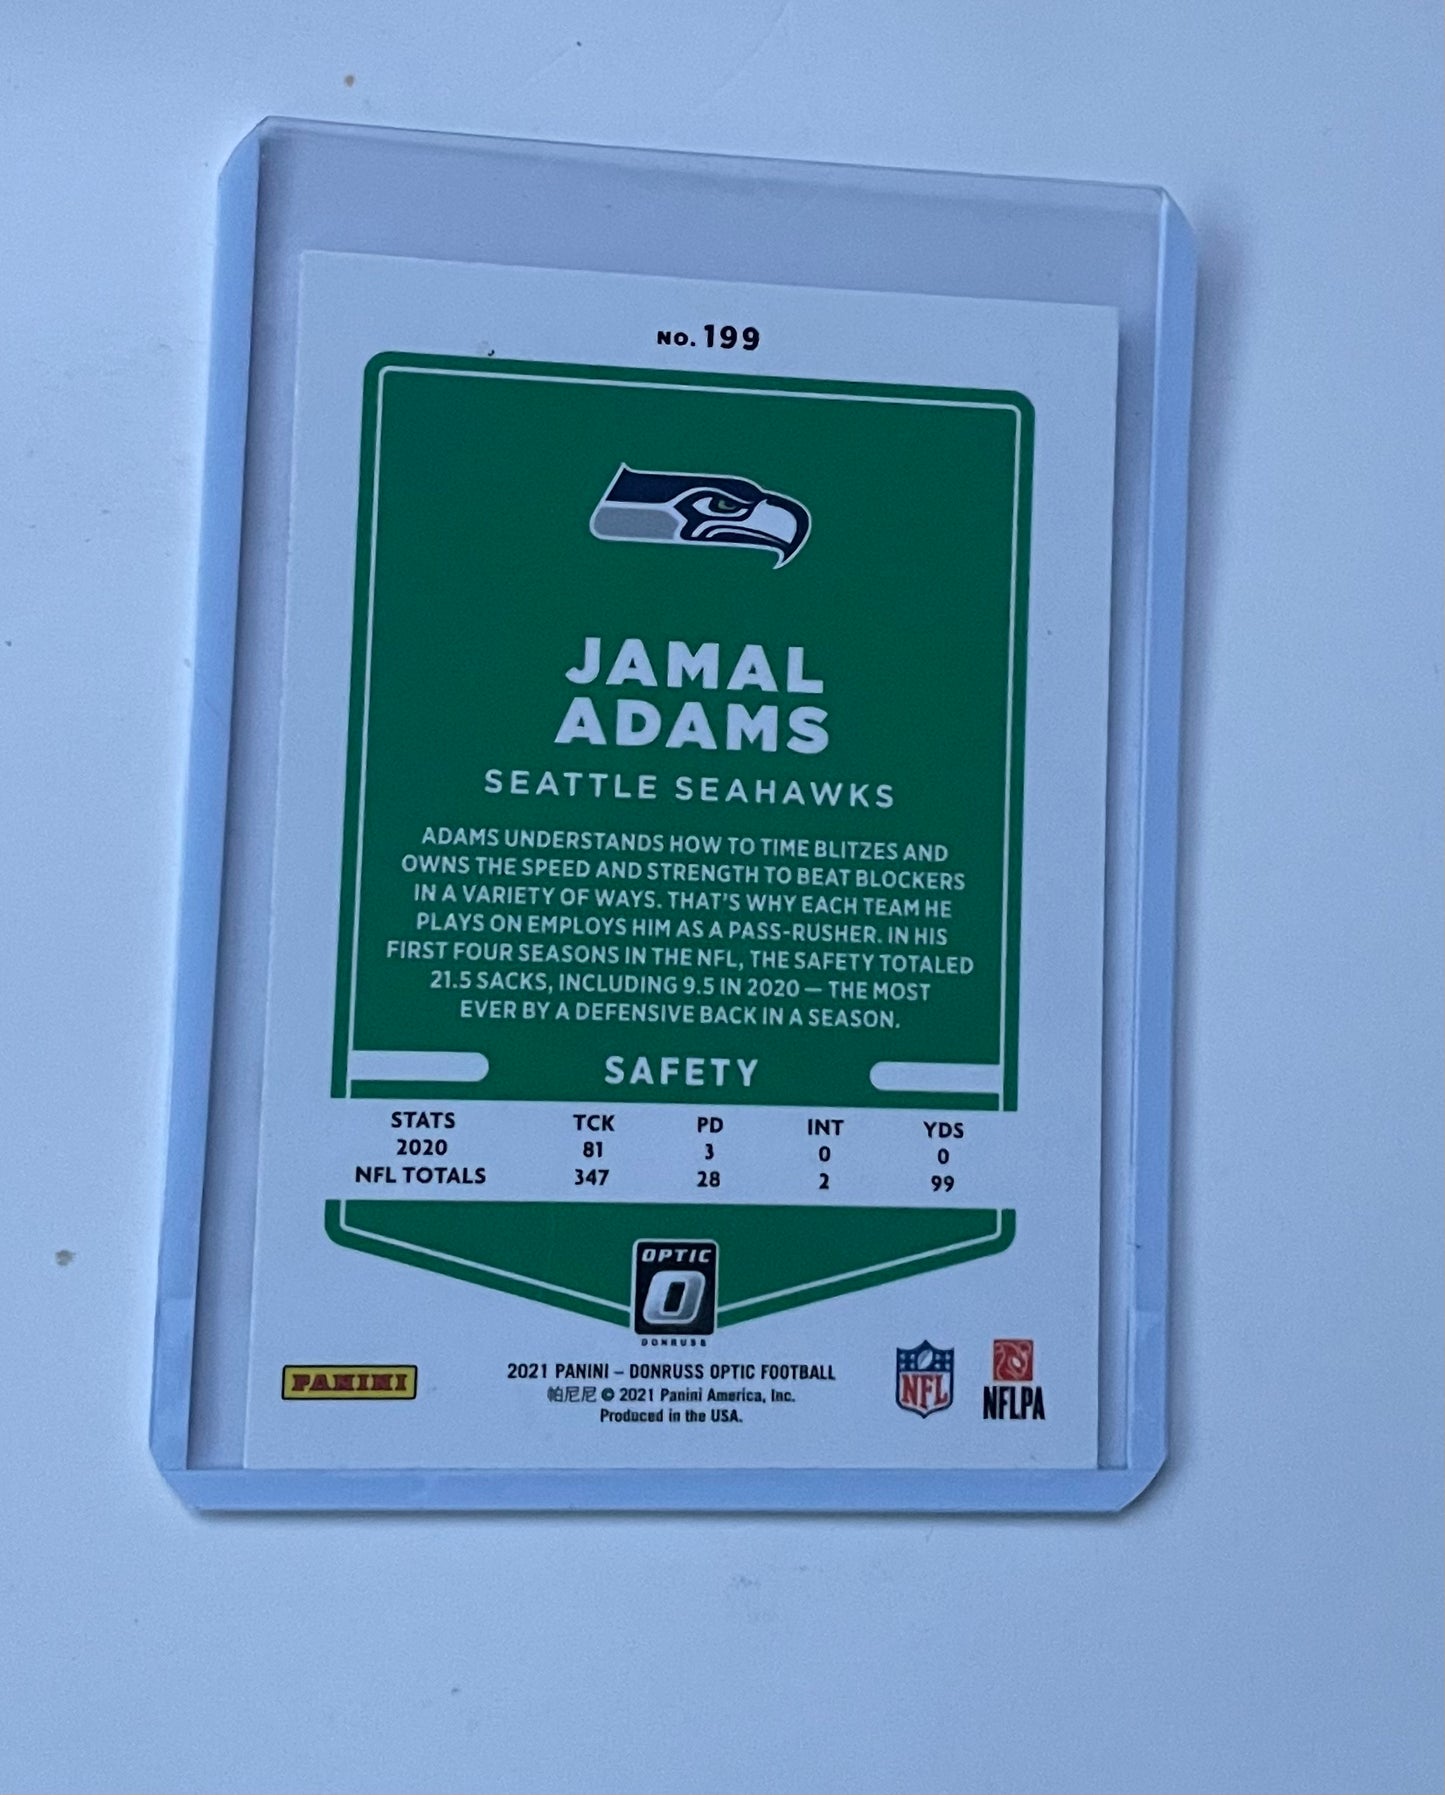 NO. 199
JAMAL
ADAMS
SEATTLE SEAHAWKS
ADAMS UNDERSTANDS HOW TO TIME BLITZES AND
OWNS THE SPEED AND STRENGTH TO BEAT BLOCKERS
IN A VARIETY OF WAYS. THAT'S WHY EACH TEAM HE
PLAYS ON EMPLOYS HIM AS A PASS-RUSHER. IN HIS
FIRST FOUR SEASONS IN THE NFL, THE SAFETY TOTALED
21.5 SACKS, INCLUDING 9.5 IN 2020 — THE MOST
EVER BY A DEFENSIVE BACK IN A SEASON.
SAFETY
STATS TCK PD INT YDS
2020 81 3 0 0
NFL TOTALS 347 28 2 99
OPTIC
O
DONRUSS
PANINI
2021 PANINI – DONRUSS OPTIC FOOTBALL
帕尼尼 © 2021 Panini America, Inc.
Produced in the USA.
NFL
NFLPA